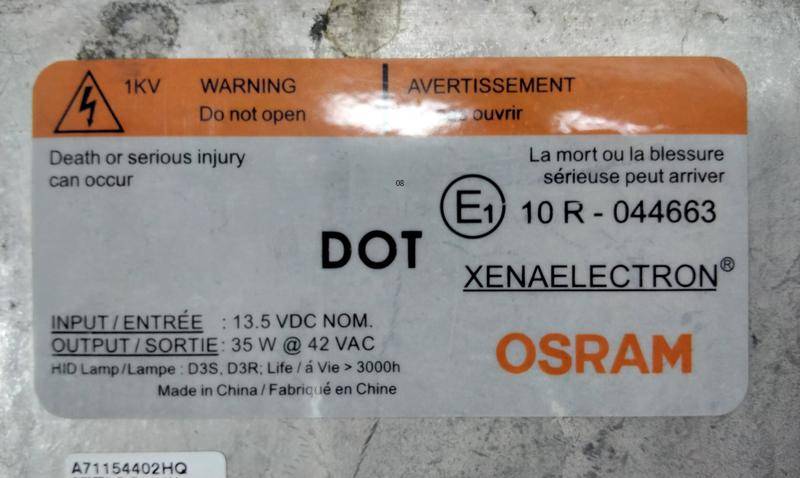 1KV WARNING AVERTISSEMENT
Do not open ouvrir
Death or serious injury
can occur
La mort ou la blessure
sérieuse peut arriver
08
E1 10 R - 044663
DOT
XENAELECTRON®
INPUT / ENTRÉE : 13.5 VDC NOM.
OUTPUT / SORTIE : 35 W @ 42 VAC
HID Lamp / Lampe : D3S, D3R; Life / á Vie > 3000h
Made in China / Fabriqué en Chine
OSRAM
A71154402HQ